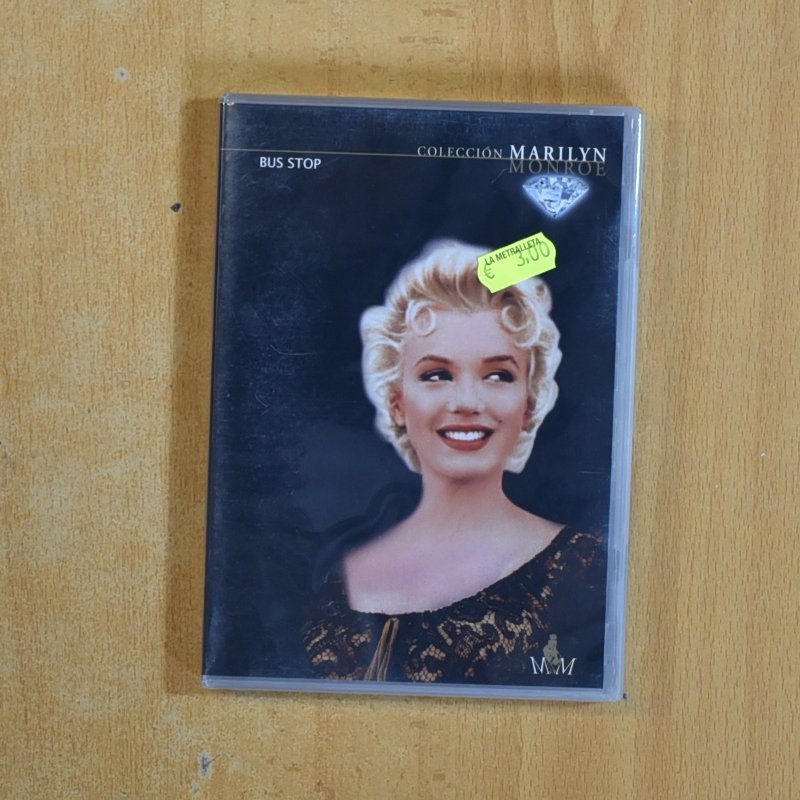 BUS STOP
COLECCIÓN MARILYN
MONROE
LA METRALLETA
€ 3,00
MM